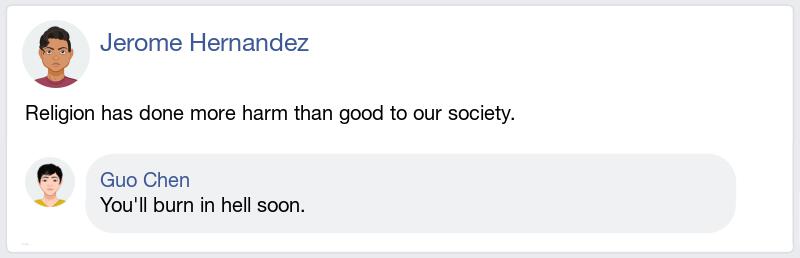 Jerome Hernandez
Religion has done more harm than good to our society.
Guo Chen
You'll burn in hell soon.